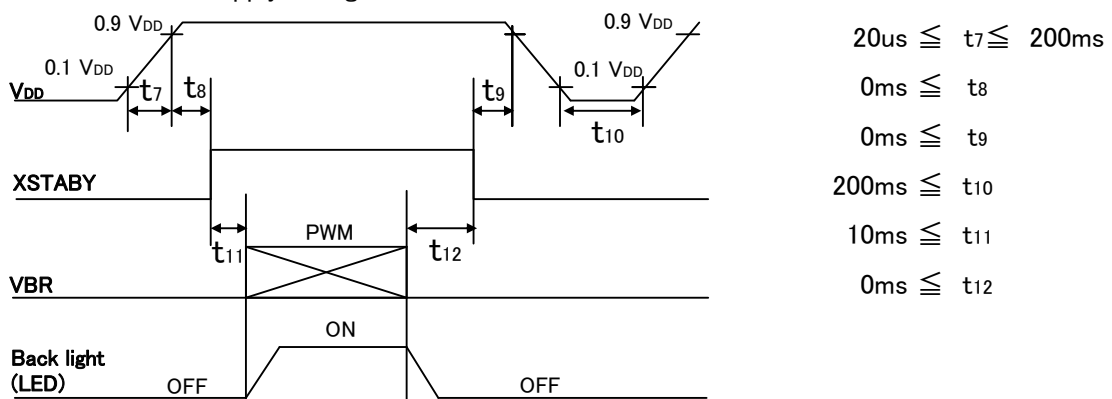 0.9 VDD
0.9 VDD
20us ≦ t7≦ 200ms
0.1 VDD
0.1 VDD
VDD
t7
t8
t9
0ms ≦ t8
t10
0ms ≦ t9
XSTABY
200ms ≦ t10
t11
PWM
t12
10ms ≦ t11
VBR
0ms ≦ t12
ON
Back light
(LED)
OFF
OFF